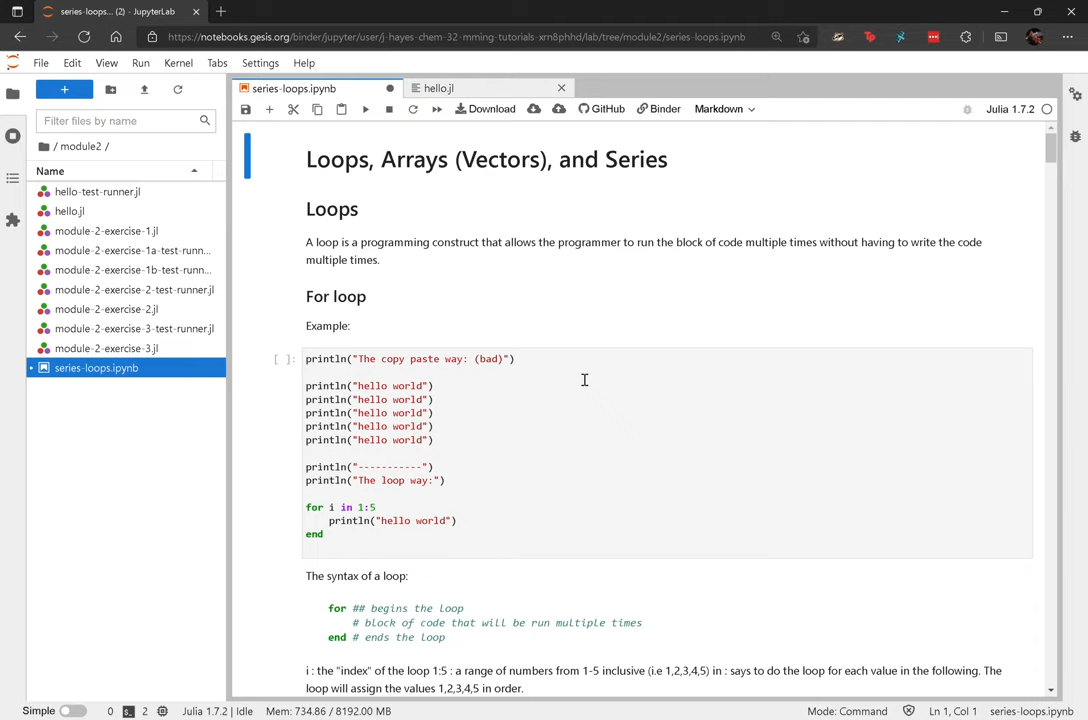 series-loops... (2) - JupyterLab
https://notebooks.gesis.org/binder/jupyter/user/j-hayes-chem-32-mming-tutorials-xrn8phhd/lab/tree/module2/series-loops.ipynb
File Edit View Run Kernel Tabs Settings Help
series-loops.ipynb
hello.jl
Download GitHub Binder Markdown Julia 1.7.2
Filter files by name
/ module2 /
Name
hello-test-runner.jl
hello.jl
module-2-exercise-1.jl
module-2-exercise-1a-test-runn...
module-2-exercise-1b-test-runn...
module-2-exercise-2-test-runner.jl
module-2-exercise-2.jl
module-2-exercise-3-test-runner.jl
module-2-exercise-3.jl
series-loops.ipynb
Loops, Arrays (Vectors), and Series
Loops
A loop is a programming construct that allows the programmer to run the block of code multiple times without having to write the code
multiple times.
For loop
Example:
[ ]: println("The copy paste way: (bad)")
println("hello world")
println("hello world")
println("hello world")
println("hello world")
println("hello world")
println("-----------")
println("The loop way:")
for i in 1:5
    println("hello world")
end
The syntax of a loop:
for ## begins the loop
    # block of code that will be run multiple times
end # ends the loop
i : the "index" of the loop 1:5 : a range of numbers from 1-5 inclusive (i.e 1,2,3,4,5) in : says to do the loop for each value in the following. The
loop will assign the values 1,2,3,4,5 in order.
Simple 0 2 Julia 1.7.2 | Idle Mem: 734.86 / 8192.00 MB Mode: Command Ln 1, Col 1 series-loops.ipynb